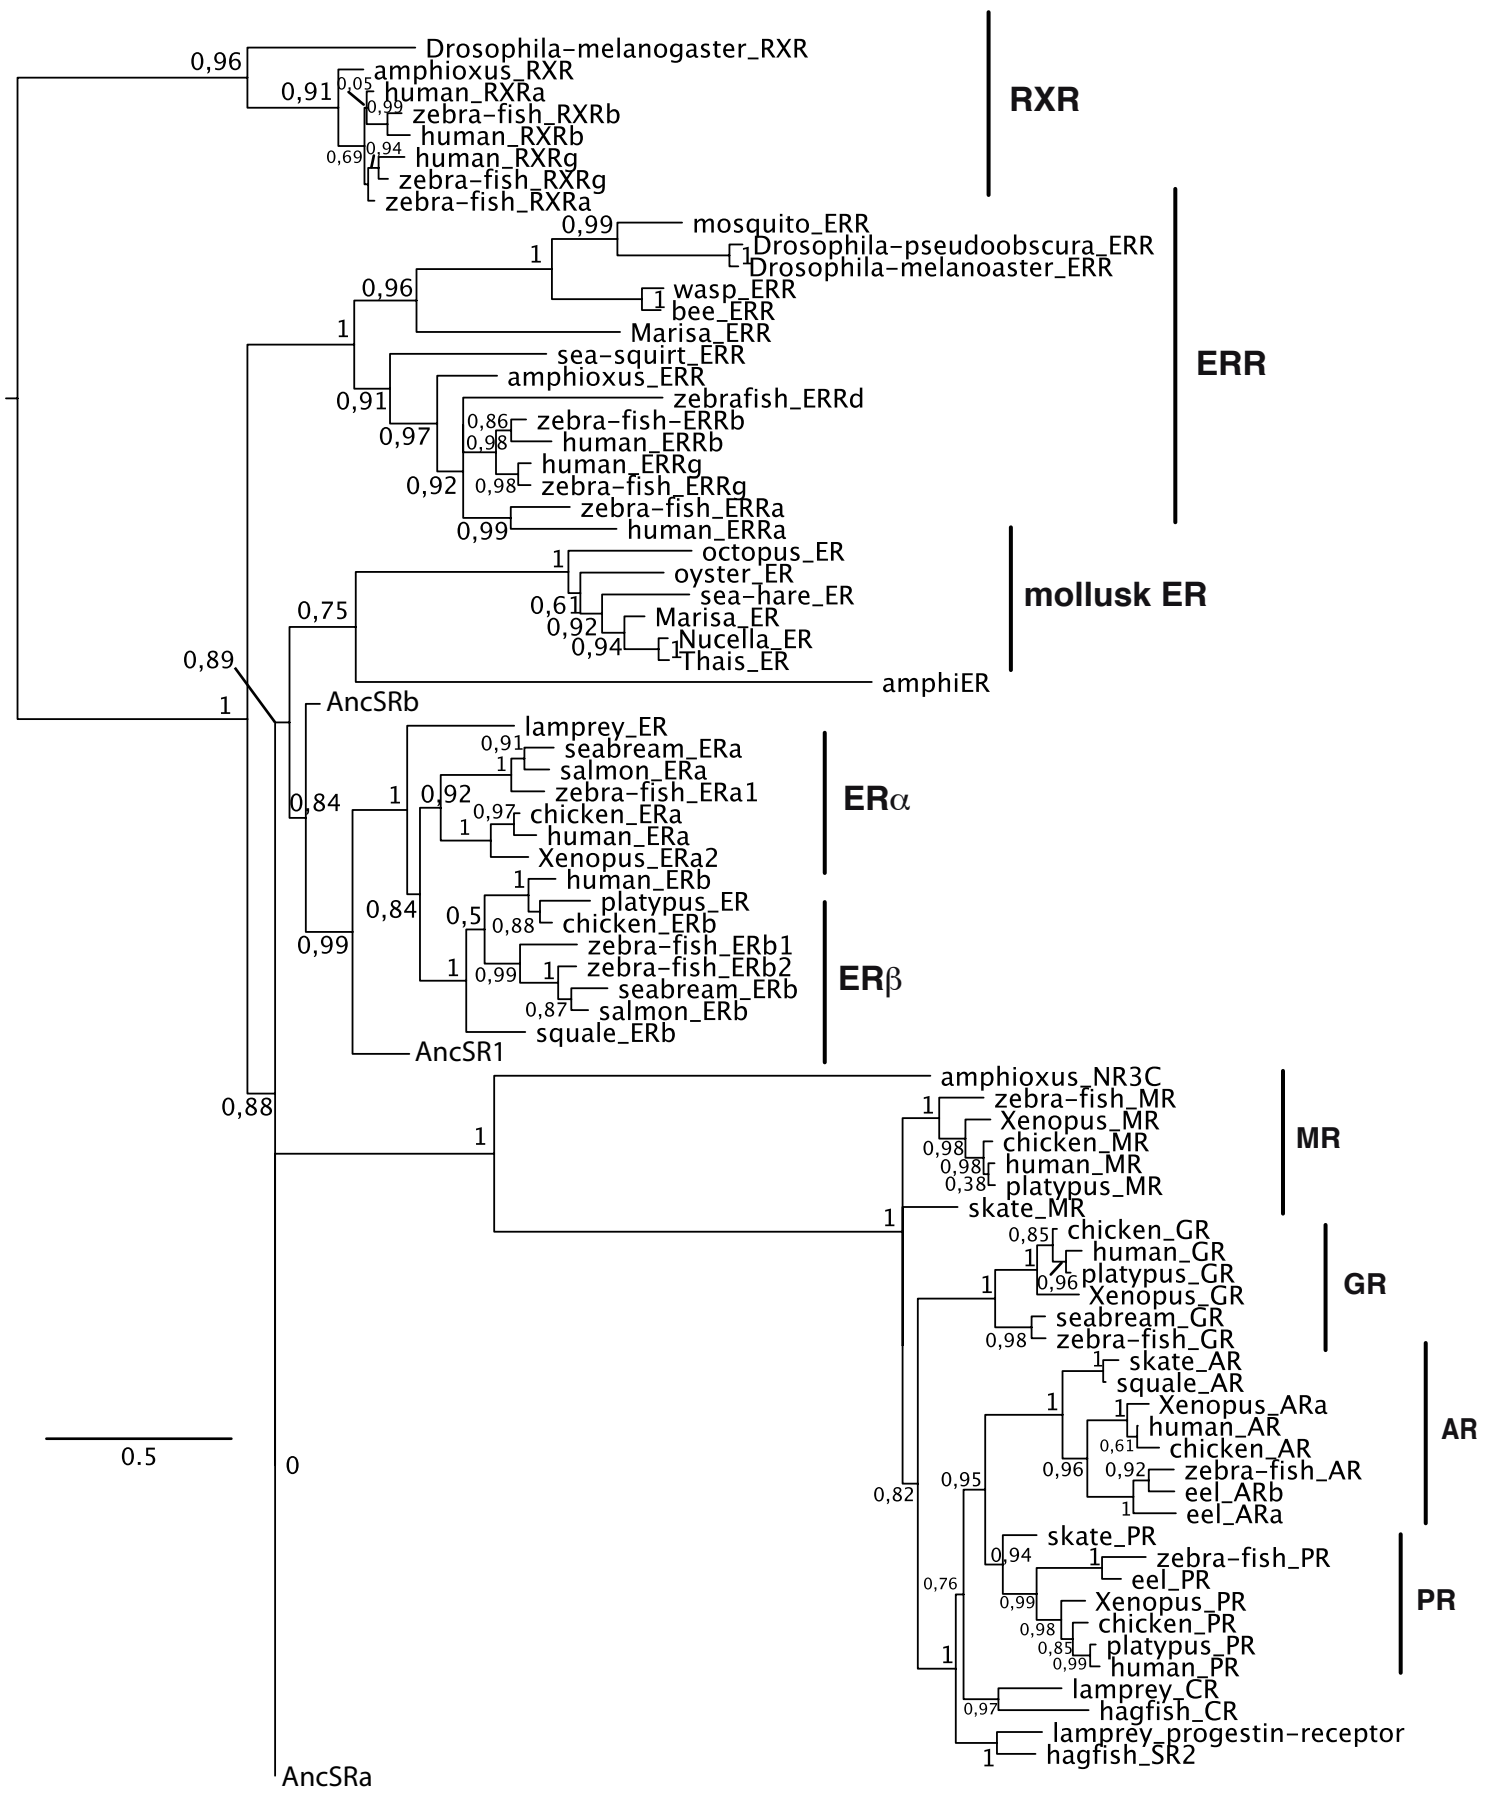 Drosophila-melanogaster_RXR
0,96
amphioxus_RXR
0,05
0,91
human_RXRa
RXR
0,99
zebra-fish_RXRb
human_RXRb
0,94
0,69
human_RXRg
zebra-fish_RXRg
zebra-fish_RXRa
0,99
mosquito_ERR
1
Drosophila-pseudoobscura_ERR
1
Drosophila-melanoaster_ERR
0,96
wasp_ERR
1
bee_ERR
1
Marisa_ERR
sea-squirt_ERR
ERR
amphioxus_ERR
0,91
zebrafish_ERRd
0,86
zebra-fish-ERRb
0,97
0,98
human_ERRb
human_ERRg
0,92
0,98
zebra-fish_ERRg
zebra-fish_ERRa
0,99
human_ERRa
1
octopus_ER
oyster_ER
sea-hare_ER
mollusk ER
0,75
0,61
Marisa_ER
0,92
Nucella_ER
0,94
1
Thais_ER
0,89
amphiER
1
AncSRb
lamprey_ER
0,91
seabream_ERa
1
salmon_ERa
0,84
1
0,92
zebra-fish_ERa1
ERα
0,97
chicken_ERa
1
human_ERa
Xenopus_ERa2
1
human_ERb
platypus_ER
0,84
0,5
0,88
chicken_ERb
0,99
zebra-fish_ERb1
1
0,99
1
zebra-fish_ERb2
ERβ
seabream_ERb
0,87
salmon_ERb
squale_ERb
AncSR1
amphioxus_NR3C
0,88
1
zebra-fish_MR
Xenopus_MR
1
0,98
chicken_MR
MR
0,98
human_MR
0,38
platypus_MR
1
skate_MR
0,85
chicken_GR
1
human_GR
1
0,96
platypus_GR
GR
Xenopus_GR
seabream_GR
0,98
zebra-fish_GR
1
skate_AR
squale_AR
1
1
Xenopus_ARa
human_AR
AR
0,61
chicken_AR
0.5
0
0,96
0,92
zebra-fish_AR
0,95
eel_ARb
0,82
1
eel_ARa
skate_PR
0,94
1
zebra-fish_PR
0,76
eel_PR
0,99
Xenopus_PR
PR
0,98
chicken_PR
1
0,85
platypus_PR
0,99
human_PR
lamprey_CR
0,97
hagfish_CR
lamprey_progestin-receptor
1
hagfish_SR2
AncSRa